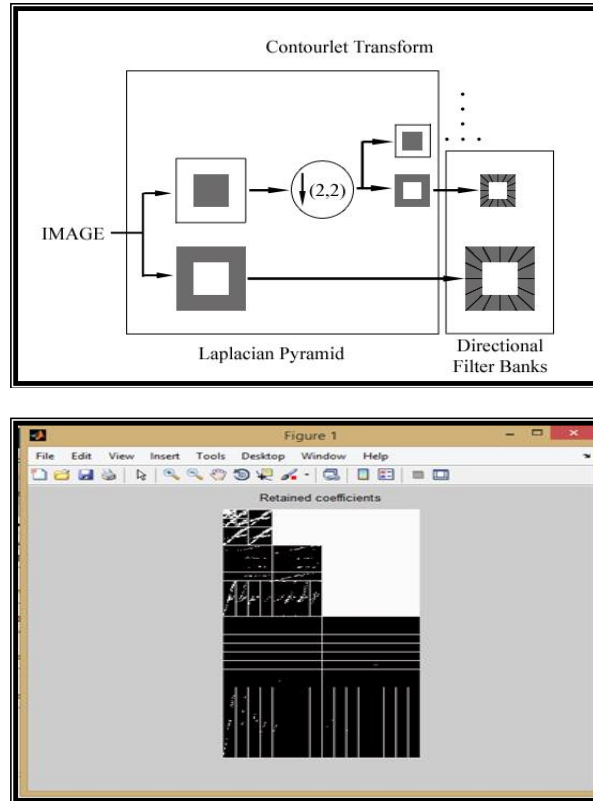 Contourlet Transform
(2,2)
IMAGE
Laplacian Pyramid
Directional
Filter Banks
Figure 1
File Edit View Insert Tools Desktop Window Help
Retained coefficients